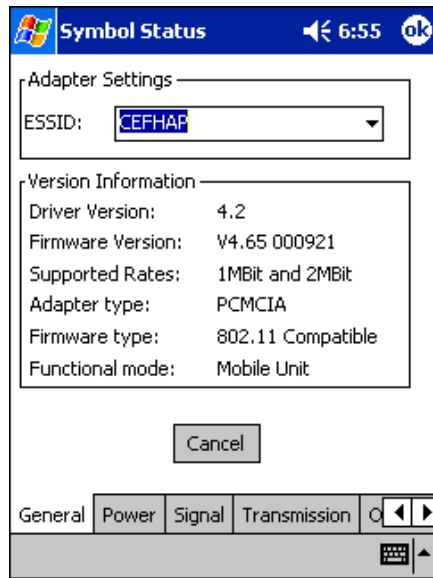 Symbol Status 6:55 ok
Adapter Settings
ESSID: CEFHAP
Version Information
Driver Version: 4.2
Firmware Version: V4.65 000921
Supported Rates: 1MBit and 2MBit
Adapter type: PCMCIA
Firmware type: 802.11 Compatible
Functional mode: Mobile Unit
Cancel
General Power Signal Transmission